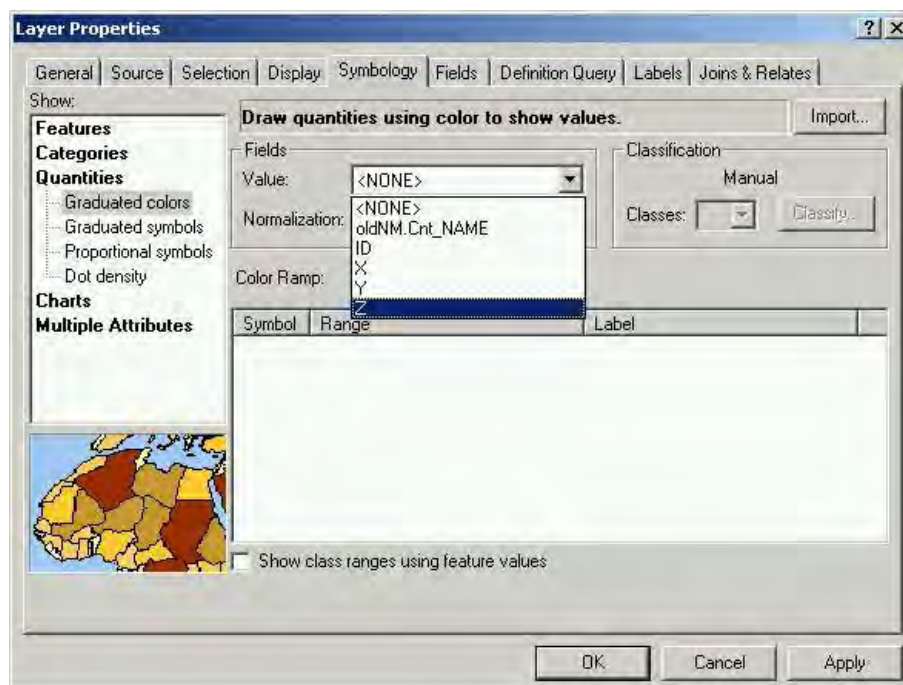 Layer Properties
General Source Selection Display Symbology Fields Definition Query Labels Joins & Relates
Show:
Features
Categories
Quantities
Graduated colors
Graduated symbols
Proportional symbols
Dot density
Charts
Multiple Attributes
Draw quantities using color to show values.
Import...
Fields
Value: <NONE>
<NONE>
oldNM.Cnt_NAME
ID
X
Y
Z
Normalization:
Color Ramp:
Classification
Manual
Classes: Classify...
Symbol Range Label
Show class ranges using feature values
OK Cancel Apply